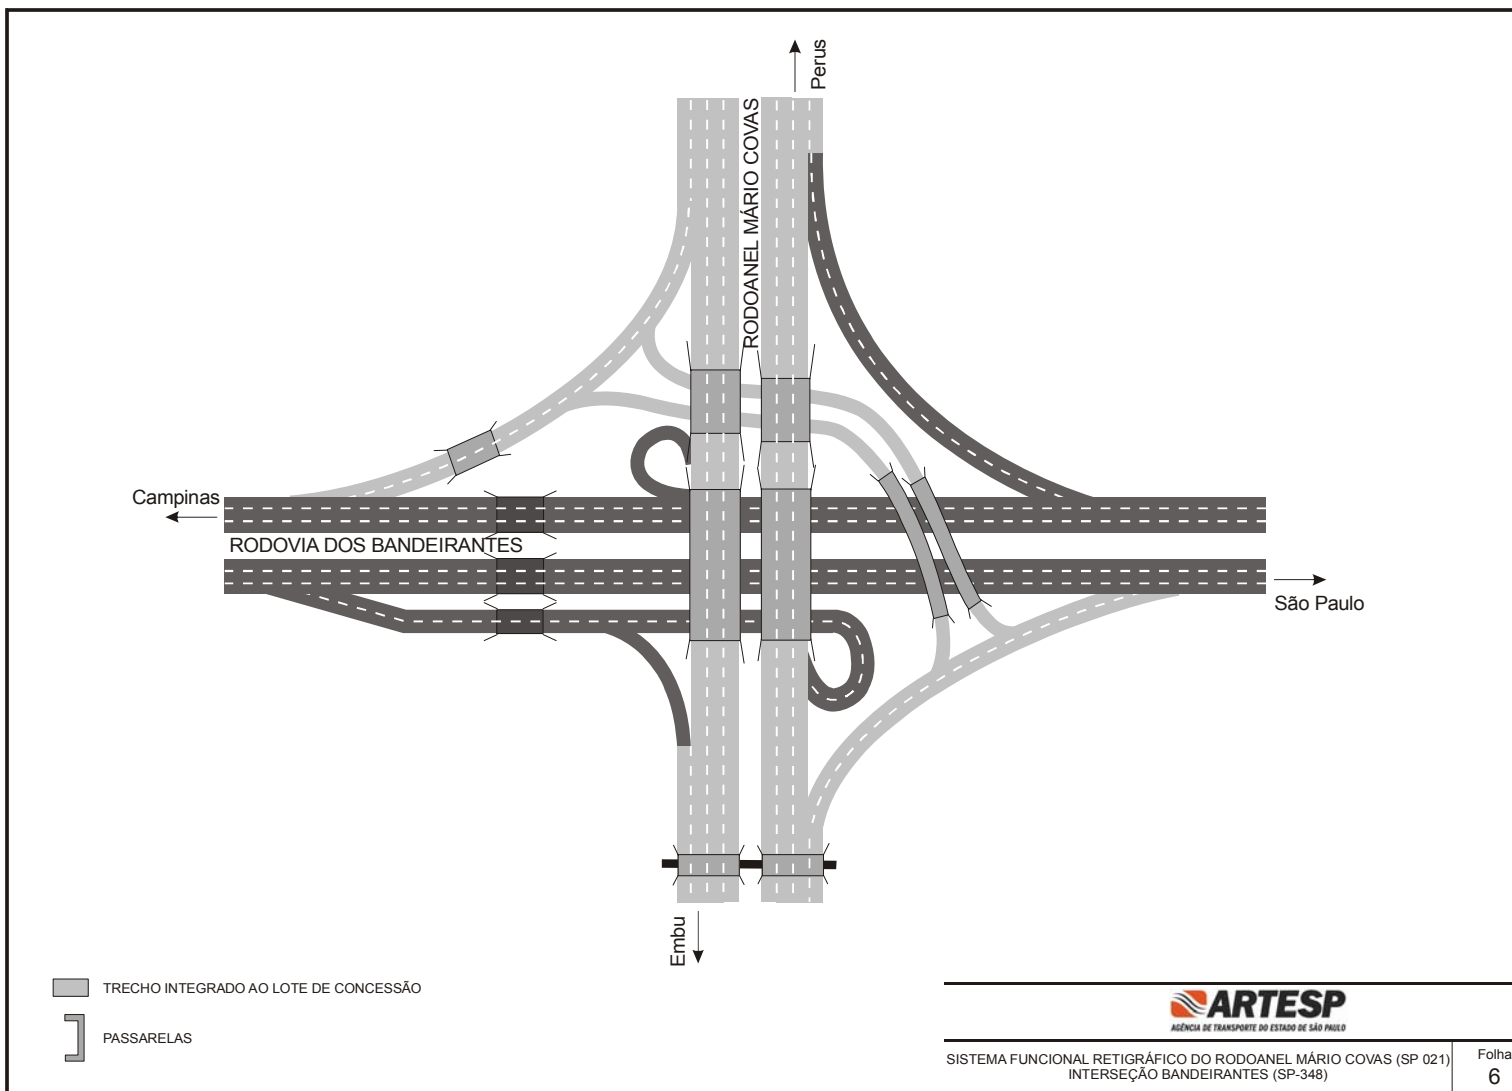 Perus
RODOANEL MÁRIO COVAS
Campinas
RODOVIA DOS BANDEIRANTES
São Paulo
Embu
TRECHO INTEGRADO AO LOTE DE CONCESSÃO
PASSARELAS
ARTESP
AGÊNCIA DE TRANSPORTE DO ESTADO DE SÃO PAULO
SISTEMA FUNCIONAL RETIGRÁFICO DO RODOANEL MÁRIO COVAS (SP 021)
INTERSEÇÃO BANDEIRANTES (SP-348)
Folha
6